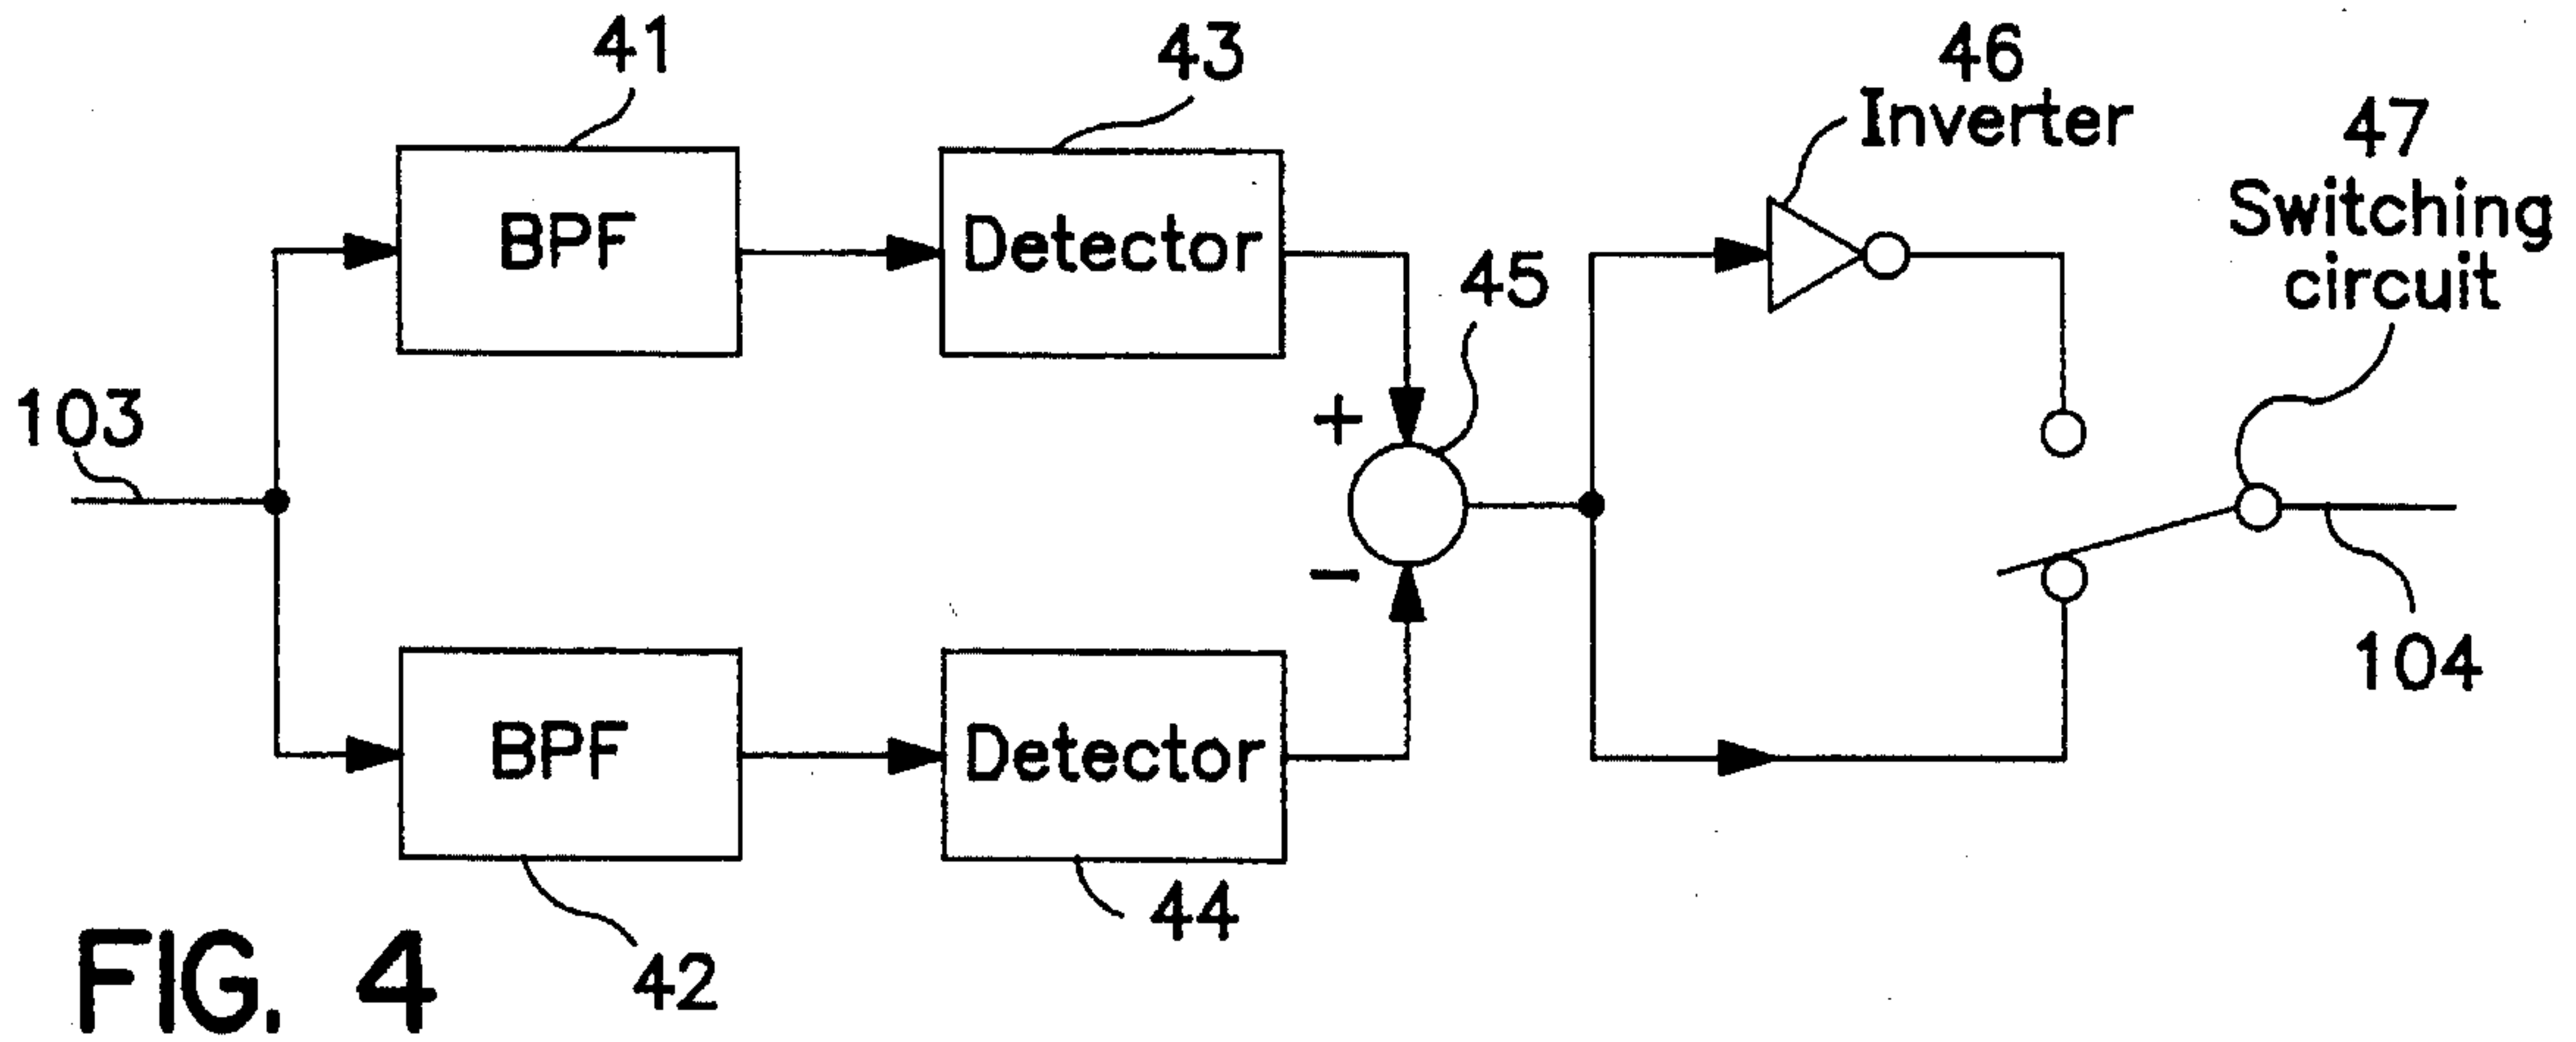 41
43
46
Inverter
47
Switching
circuit
BPF
Detector
45
103
+
−
104
BPF
Detector
44
42
FIG. 4